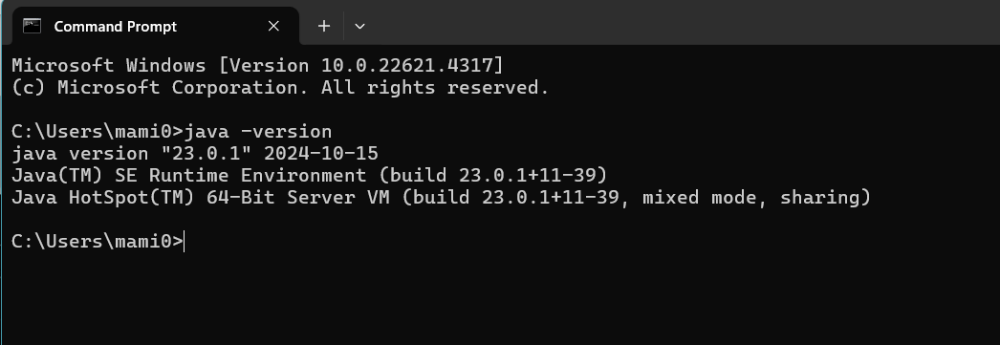 Command Prompt
Microsoft Windows [Version 10.0.22621.4317]
(c) Microsoft Corporation. All rights reserved.
C:\Users\mami0>java -version
java version "23.0.1" 2024-10-15
Java(TM) SE Runtime Environment (build 23.0.1+11-39)
Java HotSpot(TM) 64-Bit Server VM (build 23.0.1+11-39, mixed mode, sharing)
C:\Users\mami0>